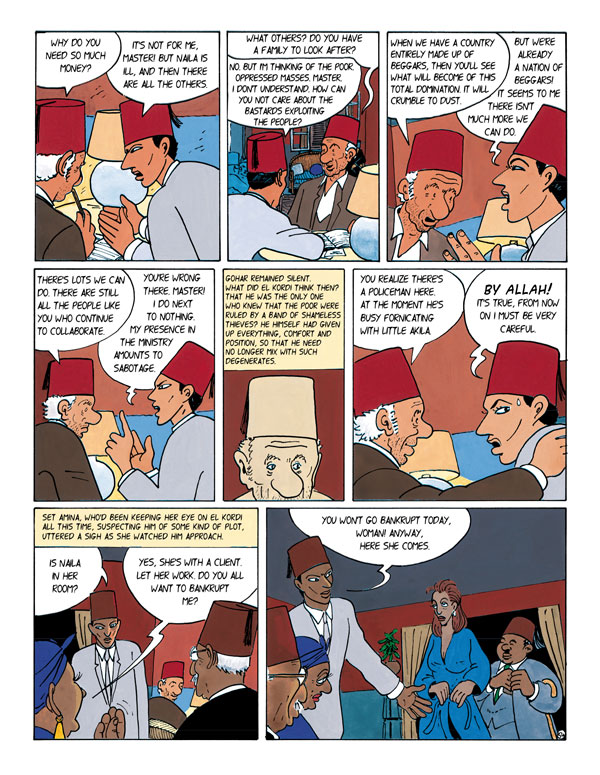 WHY DO YOU
NEED SO MUCH
MONEY?
IT'S NOT FOR ME,
MASTER! BUT NAILA IS
ILL, AND THEN THERE
ARE ALL THE OTHERS.
WHAT OTHERS? DO YOU HAVE
A FAMILY TO LOOK AFTER?
NO. BUT I'M THINKING OF THE POOR.
OPPRESSED MASSES. MASTER.
I DON'T UNDERSTAND. HOW CAN
YOU NOT CARE ABOUT THE
BASTARDS EXPLOITING
THE PEOPLE?
WHEN WE HAVE A COUNTRY
ENTIRELY MADE UP OF
BEGGARS, THEN YOU'LL SEE
WHAT WILL BECOME OF THIS
TOTAL DOMINATION. IT WILL
CRUMBLE TO DUST.
BUT WE'RE
ALREADY
A NATION OF
BEGGARS!
IT SEEMS TO ME
THERE ISN'T
MUCH MORE WE
CAN DO.
THERE'S LOTS WE CAN
DO. THERE ARE STILL
ALL THE PEOPLE LIKE
YOU WHO CONTINUE
TO COLLABORATE.
YOU'RE WRONG
THERE. MASTER!
I DO NEXT
TO NOTHING.
MY PRESENCE IN
THE MINISTRY
AMOUNTS TO
SABOTAGE.
GOHAR REMAINED SILENT.
WHAT DID EL KORDI THINK THEN?
THAT HE WAS THE ONLY ONE
WHO KNEW THAT THE POOR WERE
RULED BY A BAND OF SHAMELESS
THIEVES? HE HIMSELF HAD GIVEN
UP EVERYTHING, COMFORT AND
POSITION, SO THAT HE NEED
NO LONGER MIX WITH SUCH
DEGENERATES.
YOU REALIZE THERE'S
A POLICEMAN HERE.
AT THE MOMENT HE'S
BUSY FORNICATING
WITH LITTLE AKILA.
BY ALLAH!
IT'S TRUE, FROM NOW
ON I MUST BE VERY
CAREFUL.
SET AMINA, WHO'D BEEN KEEPING HER EYE ON EL KORDI
ALL THIS TIME, SUSPECTING HIM OF SOME KIND OF PLOT,
UTTERED A SIGH AS SHE WATCHED HIM APPROACH.
IS NAILA
IN HER
ROOM?
YES, SHE'S WITH A CLIENT.
LET HER WORK. DO YOU ALL
WANT TO BANKRUPT
ME?
YOU WON'T GO BANKRUPT TODAY,
WOMAN! ANYWAY,
HERE SHE COMES.